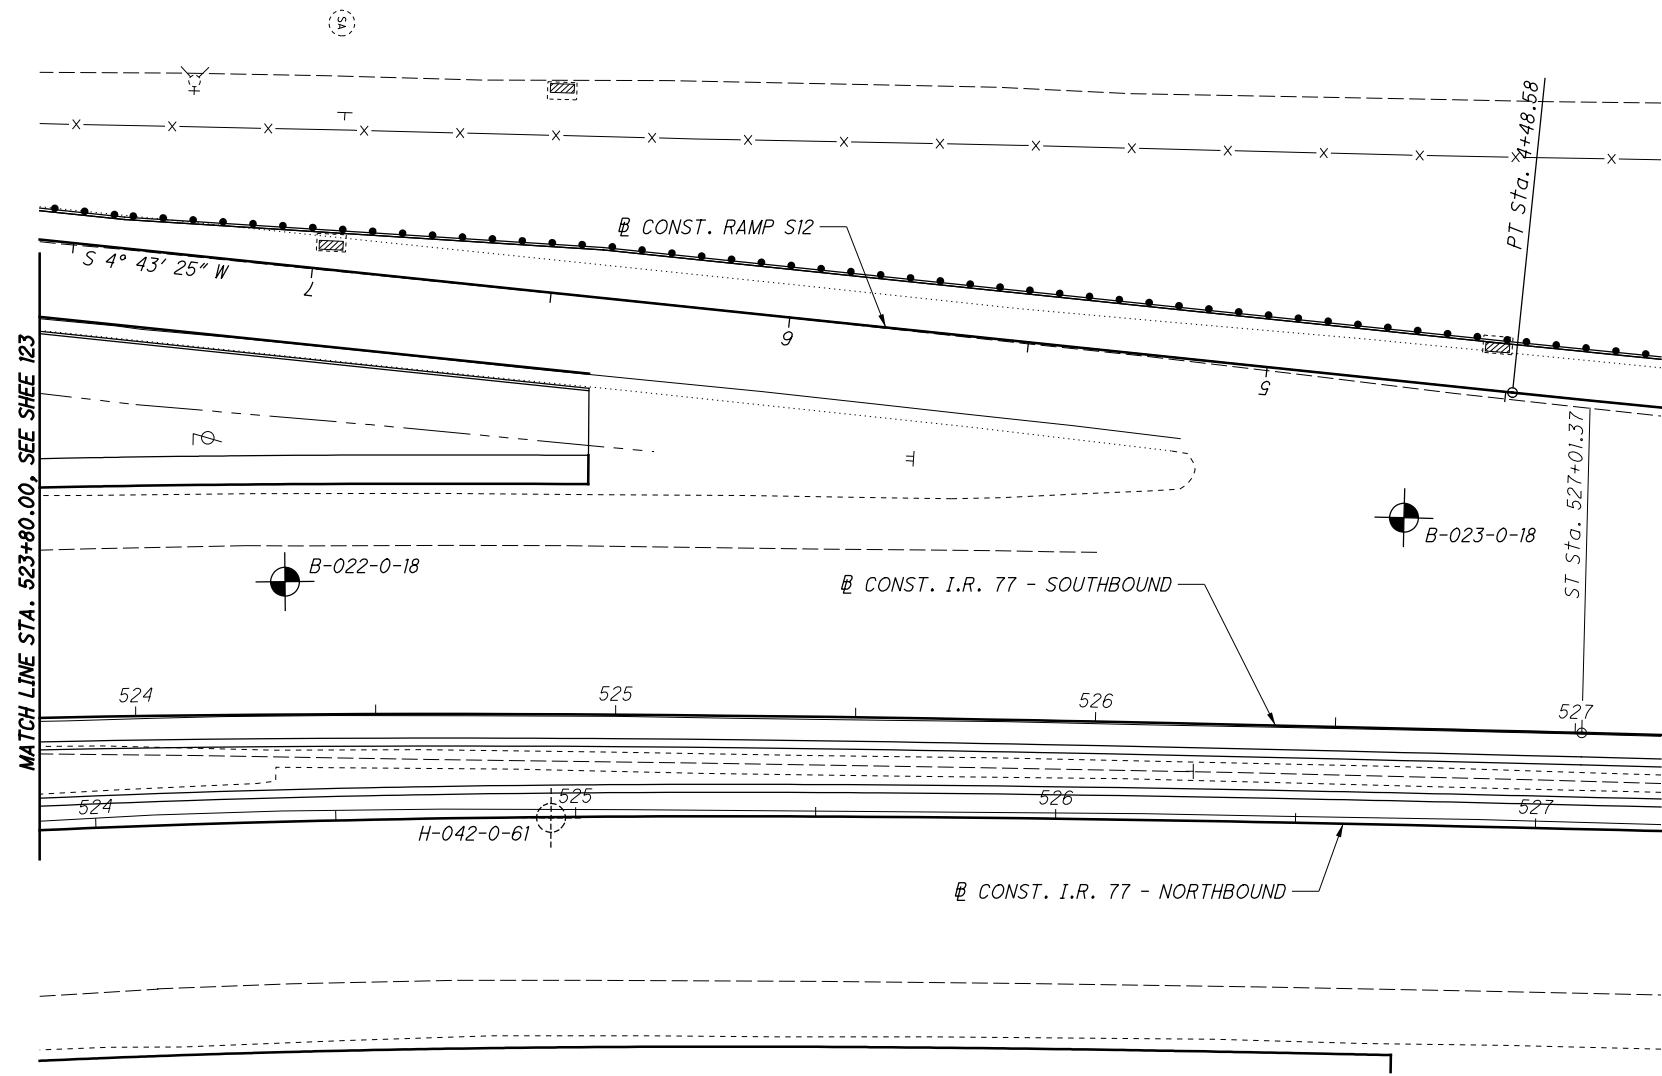 SA
PT Sta. 4+48.58
B CONST. RAMP S12
S 4° 43' 25" W
7
6
5
MATCH LINE STA. 523+80.00, SEE SHEE 123
ST Sta. 527+01.37
B-023-0-18
B-022-0-18
B CONST. I.R. 77 - SOUTHBOUND
524
525
526
527
524
525
526
527
H-042-0-61
B CONST. I.R. 77 - NORTHBOUND